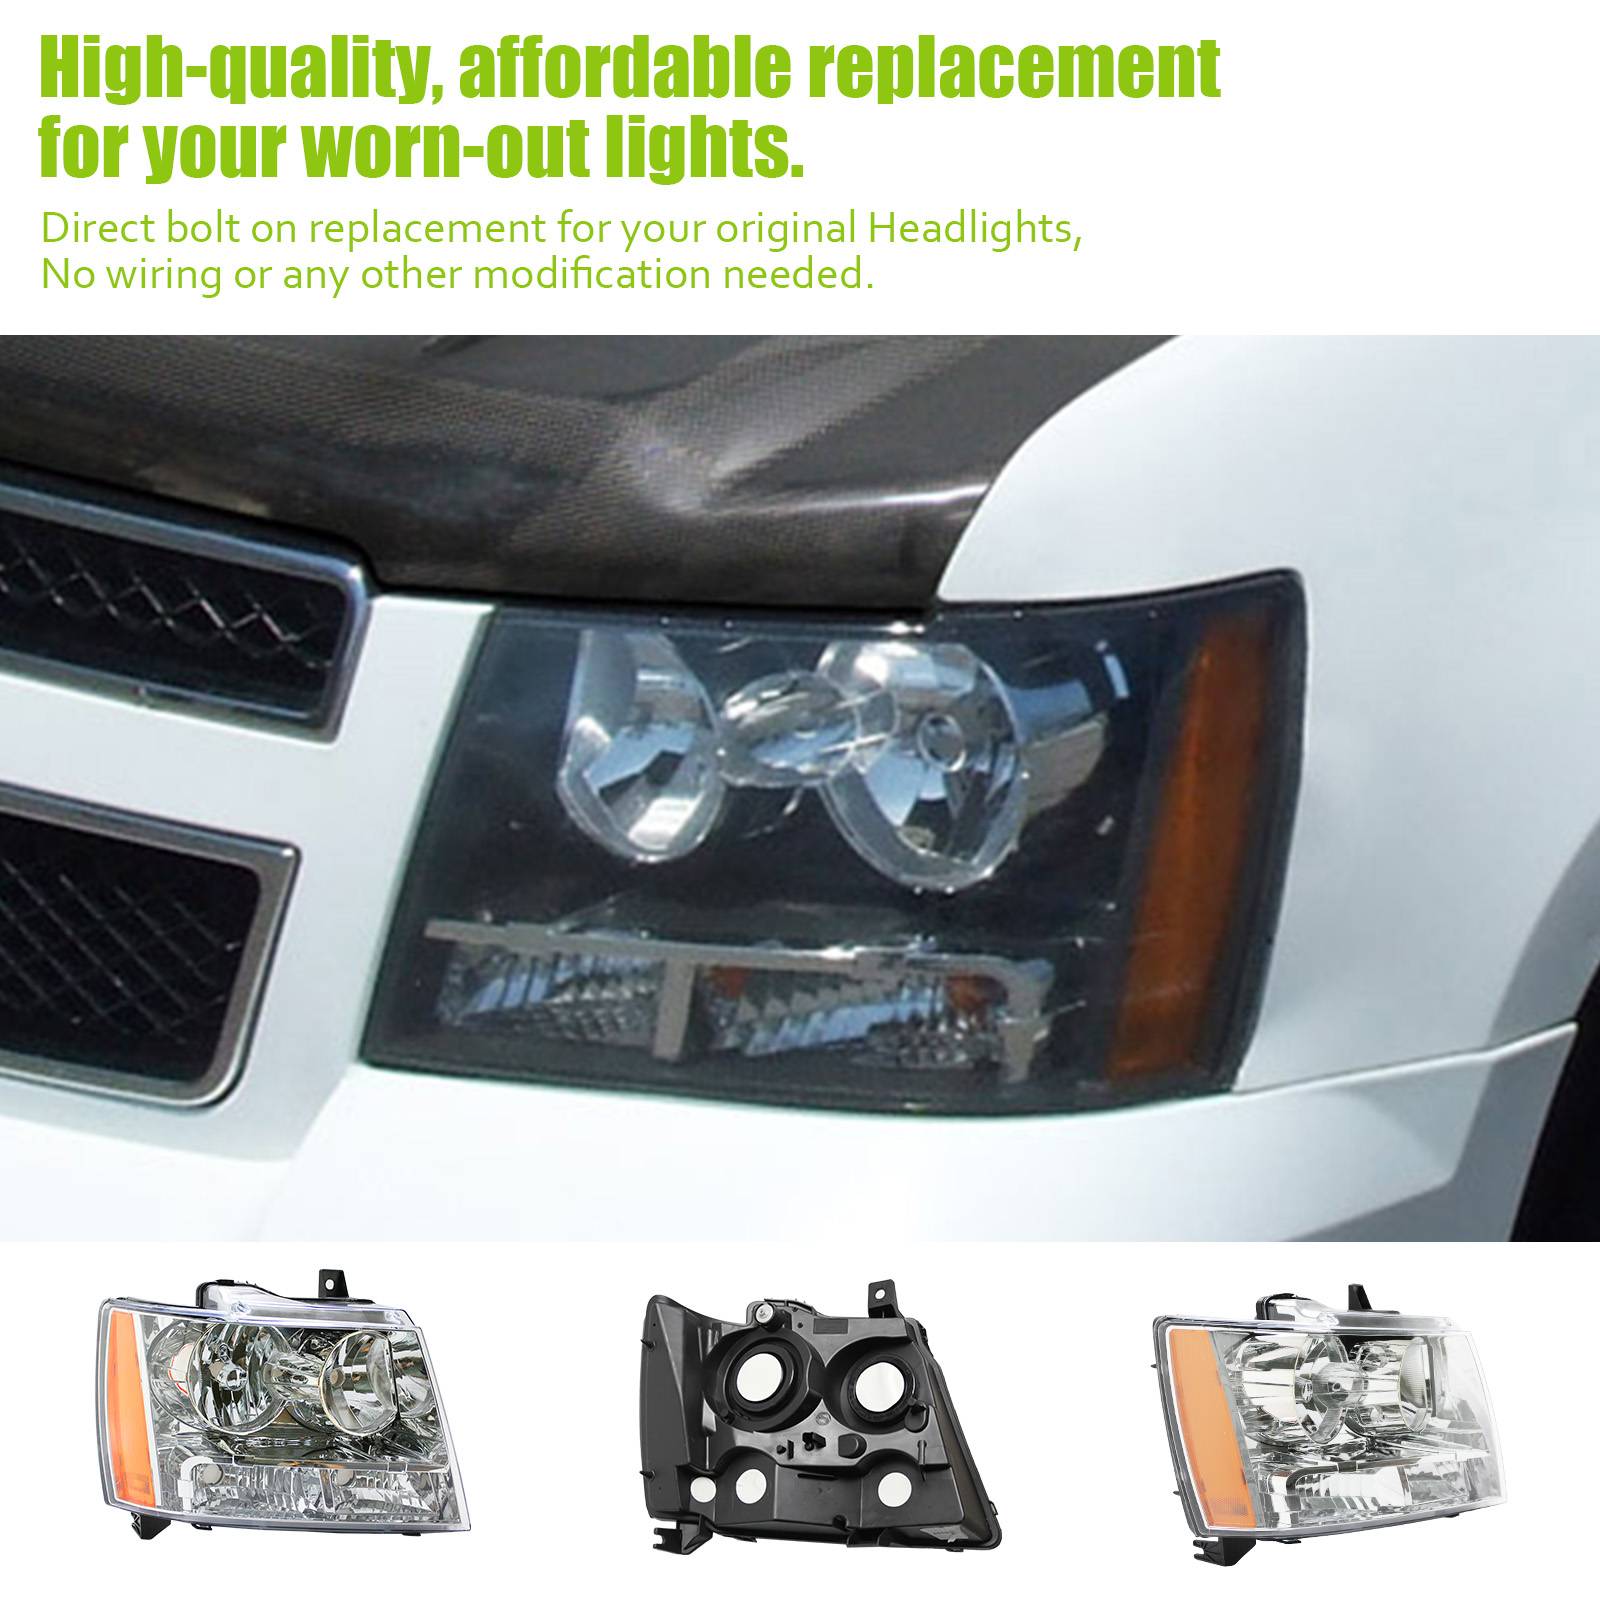 High-quality, affordable replacement
for your worn-out lights.
Direct bolt on replacement for your original Headlights,
No wiring or any other modification needed.